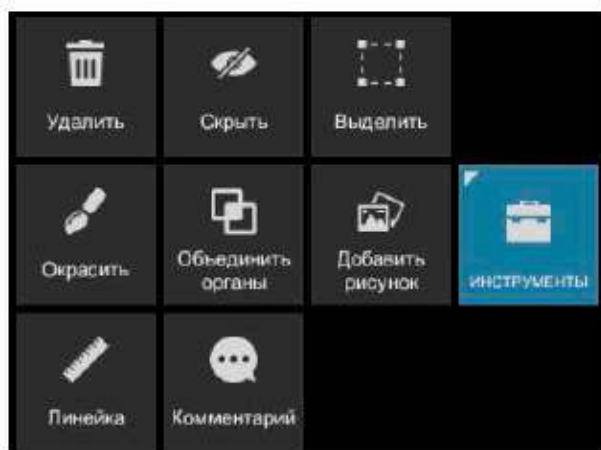 Удалить
Скрыть
Выделить
Окрасить
Объединить
органы
Добавить
рисунок
ИНСТРУМЕНТЫ
Линейка
Комментарий